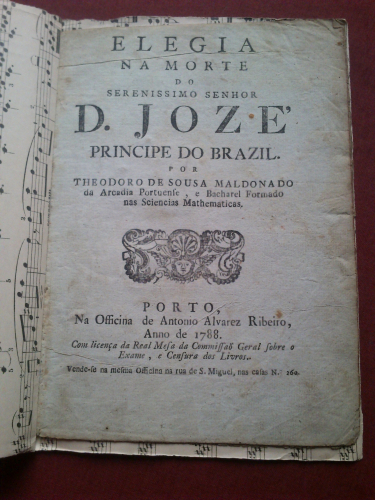 ELEGIA
NA MORTE
DO
SERENISSIMO SENHOR
D. JOZE'
PRINCIPE DO BRAZIL.
POR
THEODORO DE SOUSA MALDONADO
da Arcadia Portuense, e Bacharel Formado
nas Sciencias Mathematicas.
PORTO,
Na Officina de Antonio Alvarez Ribeiro,
Anno de 1788.
Com licença da Real Mesa da Commissaõ Geral sobre o
Exame, e Censura dos Livros.
Vende-se na mesma Officina na rua de S. Miguel, nas casas N.º 260.